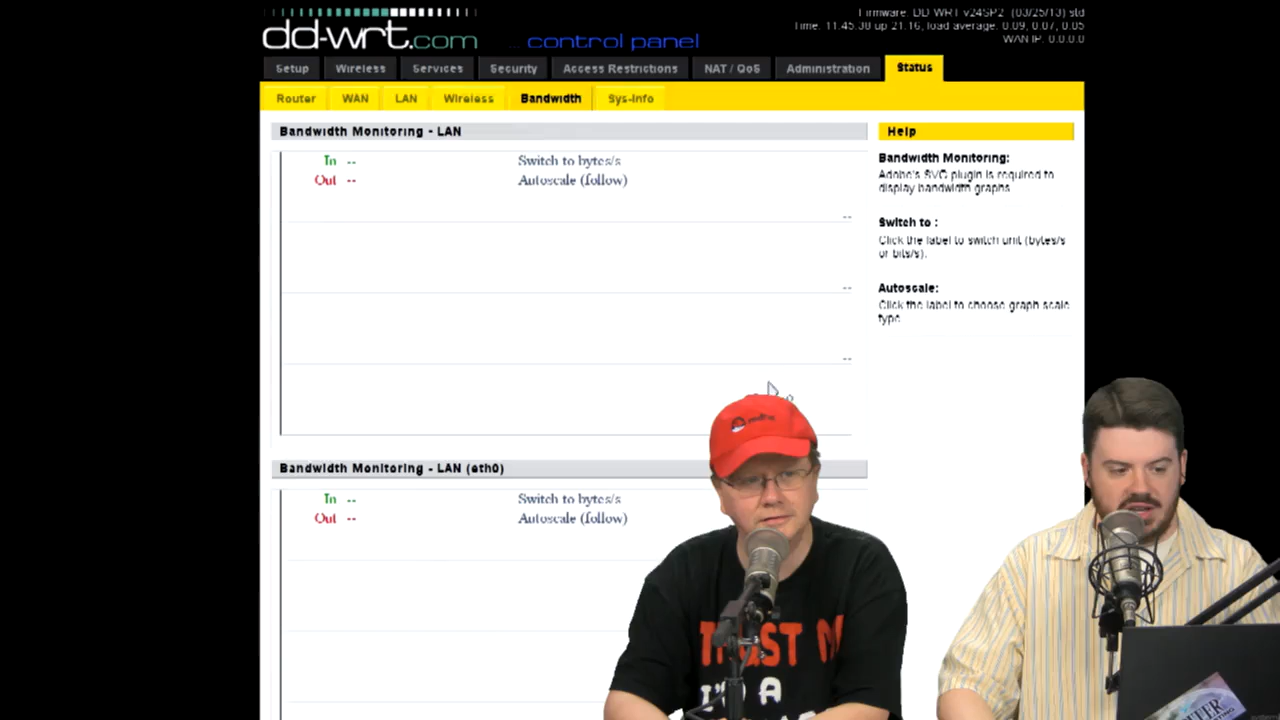 Firmware: DD-WRT v24SP2 (03/25/13) std
Time: 11:45:38 up 21:16, load average: 0.09, 0.07, 0.05
WAN IP: 0.0.0.0
dd-wrt.com ... control panel
Setup Wireless Services Security Access Restrictions NAT / QoS Administration Status
Router WAN LAN Wireless Bandwidth Sys-Info
Bandwidth Monitoring - LAN
In -- Switch to bytes/s
Out -- Autoscale (follow)
--
--
--
Bandwidth Monitoring - LAN (eth0)
In -- Switch to bytes/s
Out -- Autoscale (follow)
Help
Bandwidth Monitoring:
Adobe's SVG plugin is required to
display bandwidth graphs
Switch to :
Click the label to switch unit (bytes/s
or bits/s).
Autoscale:
Click the label to choose graph scale
type
TRUST
I'M A